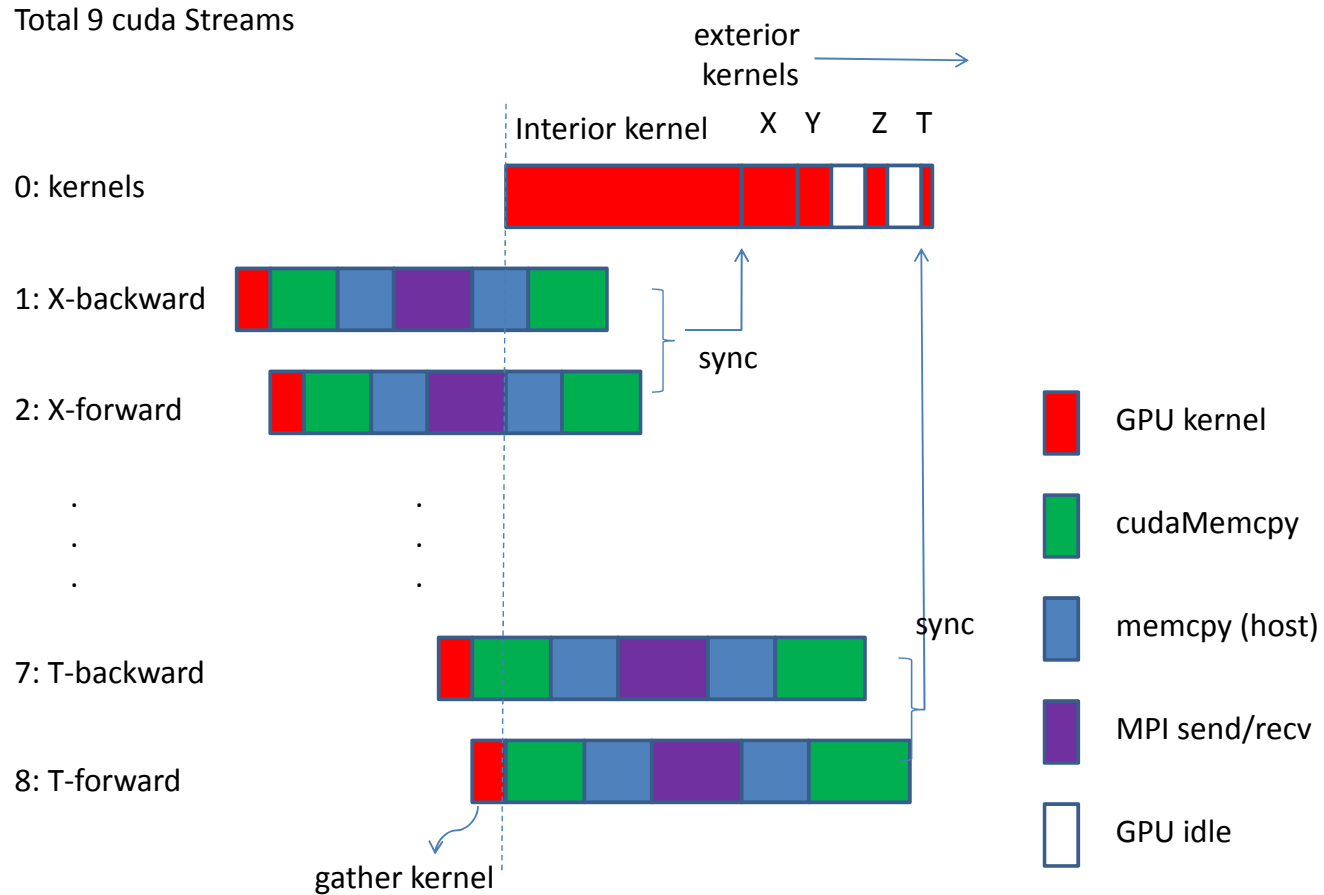 Total 9 cuda Streams
exterior
kernels
Interior kernel X Y Z T
0: kernels
1: X-backward
sync
2: X-forward
GPU kernel
.
.
.
.
.
.
cudaMemcpy
memcpy (host)
sync
7: T-backward
MPI send/recv
8: T-forward
GPU idle
gather kernel